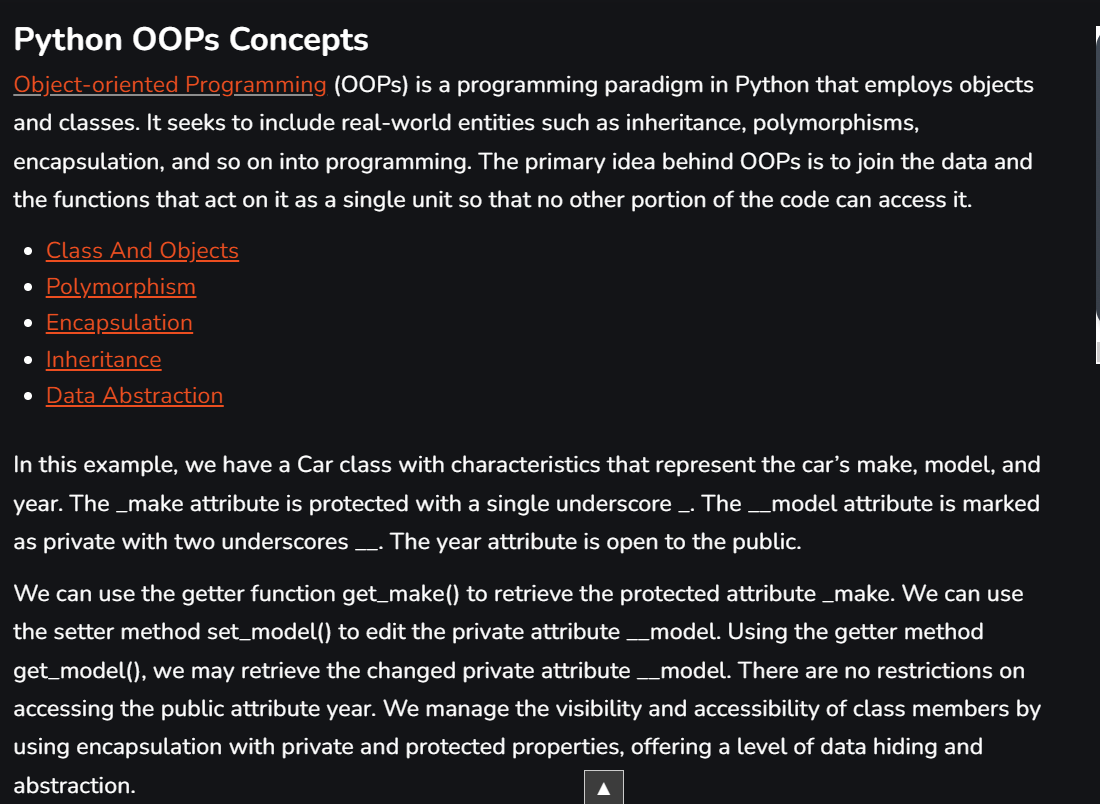 Python OOPs Concepts
Object-oriented Programming (OOPs) is a programming paradigm in Python that employs objects
and classes. It seeks to include real-world entities such as inheritance, polymorphisms,
encapsulation, and so on into programming. The primary idea behind OOPs is to join the data and
the functions that act on it as a single unit so that no other portion of the code can access it.
• Class And Objects
• Polymorphism
• Encapsulation
• Inheritance
• Data Abstraction
In this example, we have a Car class with characteristics that represent the car’s make, model, and
year. The _make attribute is protected with a single underscore _. The __model attribute is marked
as private with two underscores __. The year attribute is open to the public.
We can use the getter function get_make() to retrieve the protected attribute _make. We can use
the setter method set_model() to edit the private attribute __model. Using the getter method
get_model(), we may retrieve the changed private attribute __model. There are no restrictions on
accessing the public attribute year. We manage the visibility and accessibility of class members by
using encapsulation with private and protected properties, offering a level of data hiding and
abstraction.